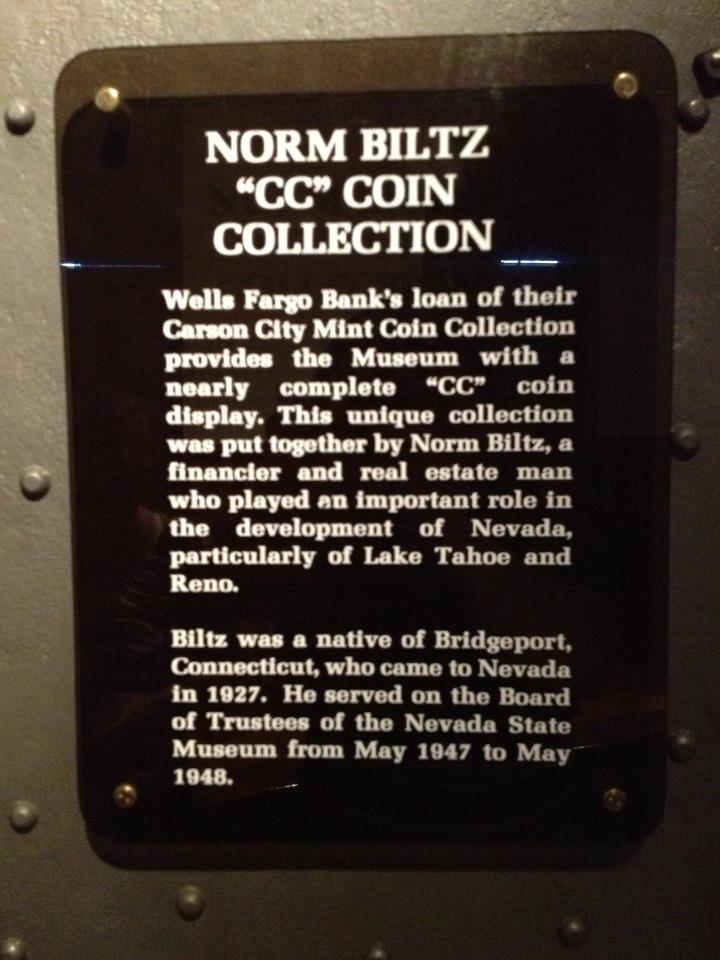 NORM BILTZ
“CC” COIN
COLLECTION
Wells Fargo Bank's loan of their
Carson City Mint Coin Collection
provides the Museum with a
nearly complete “CC” coin
display. This unique collection
was put together by Norm Biltz, a
financier and real estate man
who played an important role in
the development of Nevada,
particularly of Lake Tahoe and
Reno.
Biltz was a native of Bridgeport,
Connecticut, who came to Nevada
in 1927. He served on the Board
of Trustees of the Nevada State
Museum from May 1947 to May
1948.